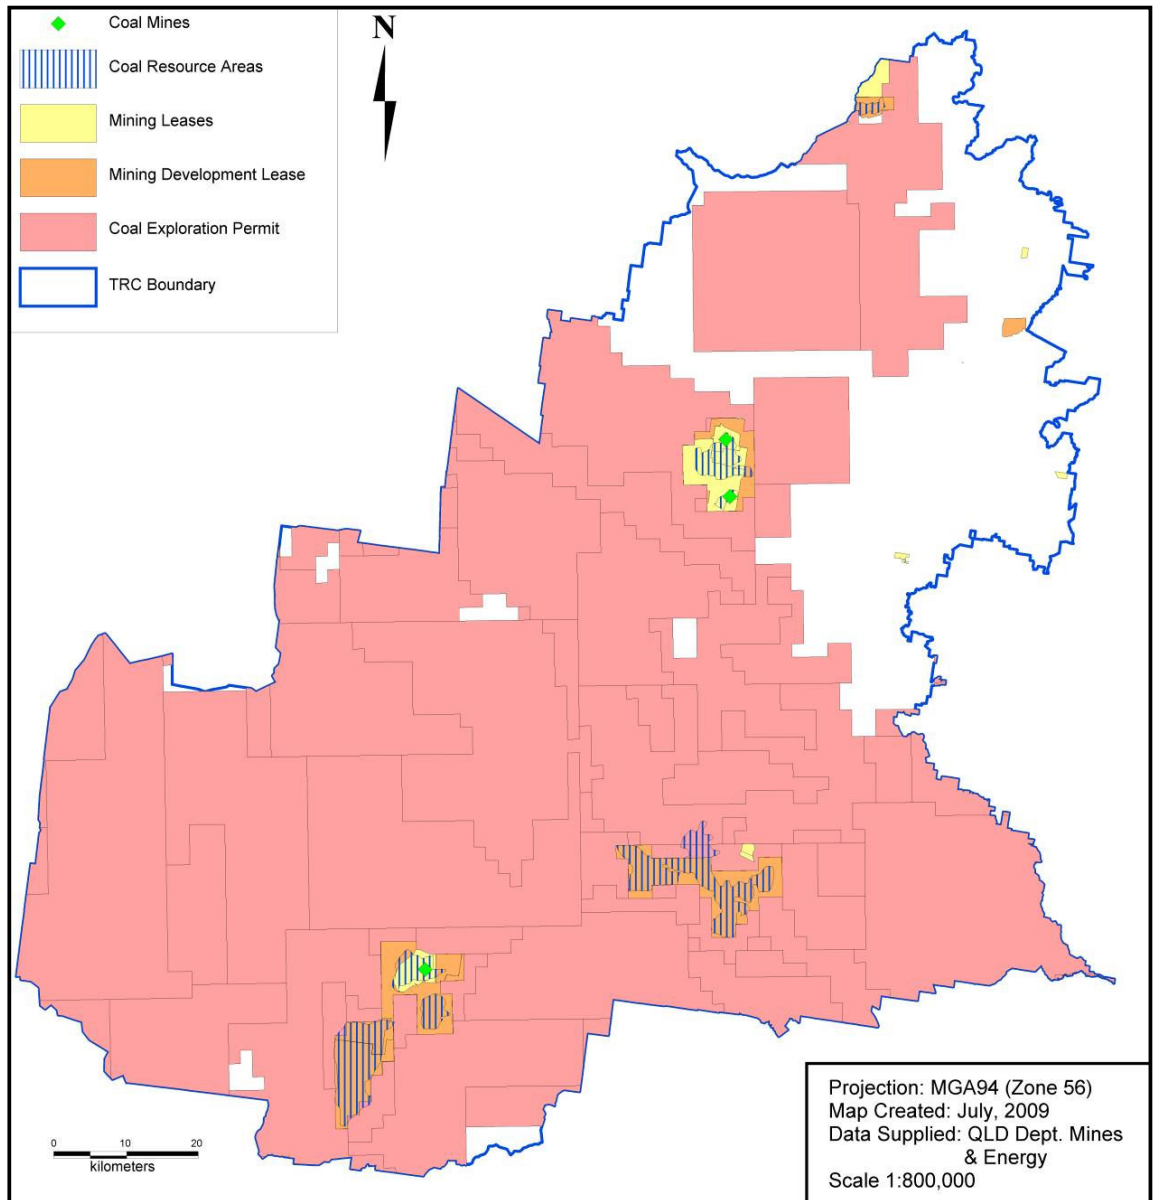 Coal Mines
Coal Resource Areas
Mining Leases
Mining Development Lease
Coal Exploration Permit
TRC Boundary
N
0 10 20
kilometers
Projection: MGA94 (Zone 56)
Map Created: July, 2009
Data Supplied: QLD Dept. Mines
& Energy
Scale 1:800,000